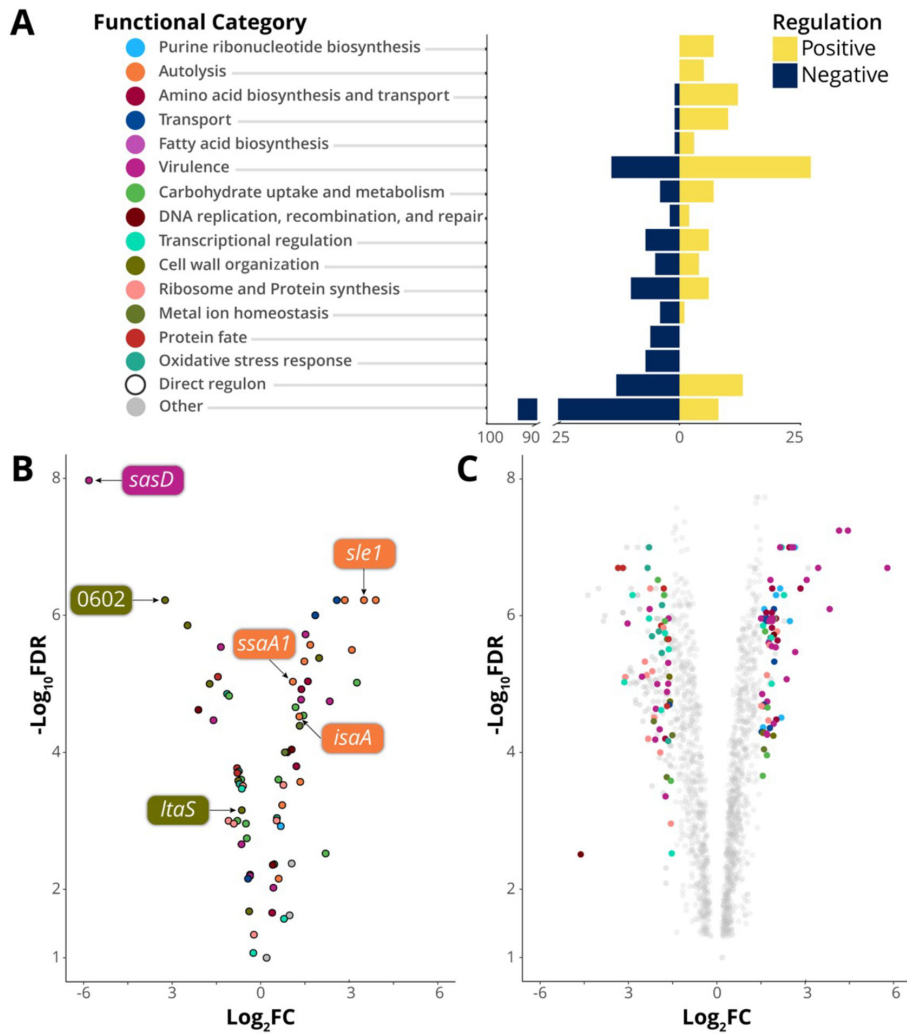 A
Functional Category
Regulation
Purine ribonucleotide biosynthesis
Positive
Autolysis
Negative
Amino acid biosynthesis and transport
Transport
Fatty acid biosynthesis
Virulence
Carbohydrate uptake and metabolism
DNA replication, recombination, and repair
Transcriptional regulation
Cell wall organization
Ribosome and Protein synthesis
Metal ion homeostasis
Protein fate
Oxidative stress response
Direct regulon
Other
100 90 25 0 25
B
8
sasD
sle1
0602
6
ssaA1
isaA
4
ltaS
2
1
-Log10FDR
-6 3 0 3 6
Log2FC
C
8
6
4
2
1
-Log10FDR
-6 3 0 3 6
Log2FC